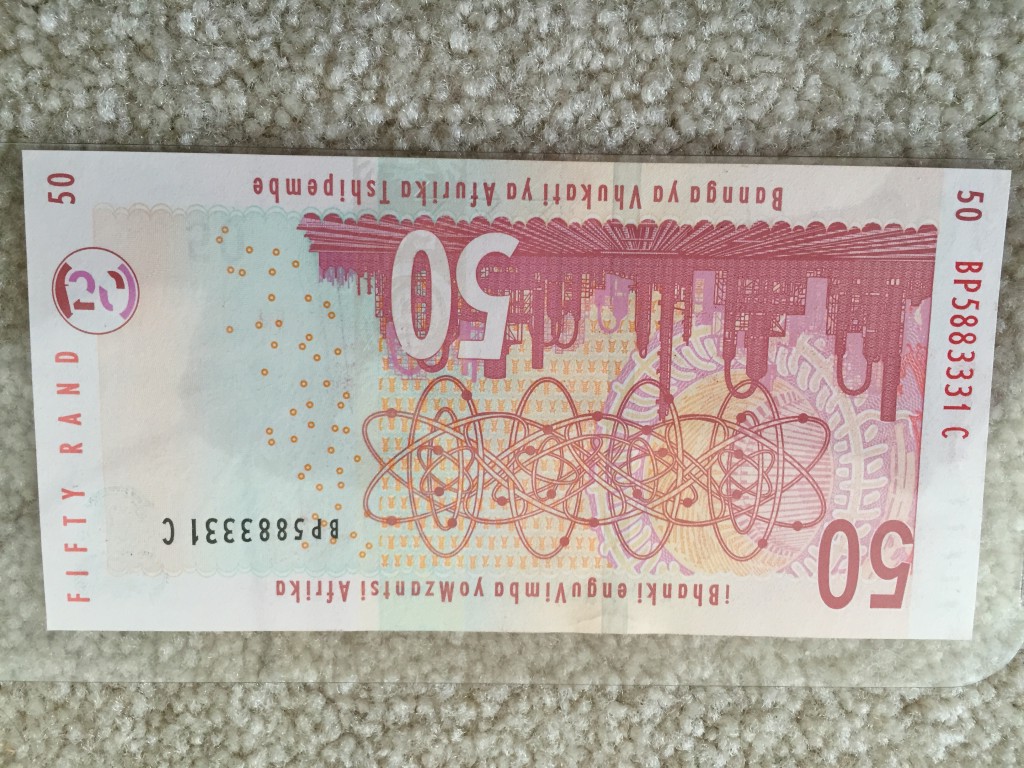 iBhanki enguVimba yoMzantsi Afrika
50
BP5883331 C
50
Bannga ya Vhukati ya Afurika Tshipembe
50 BP5883331 C
FIFTY RAND
50